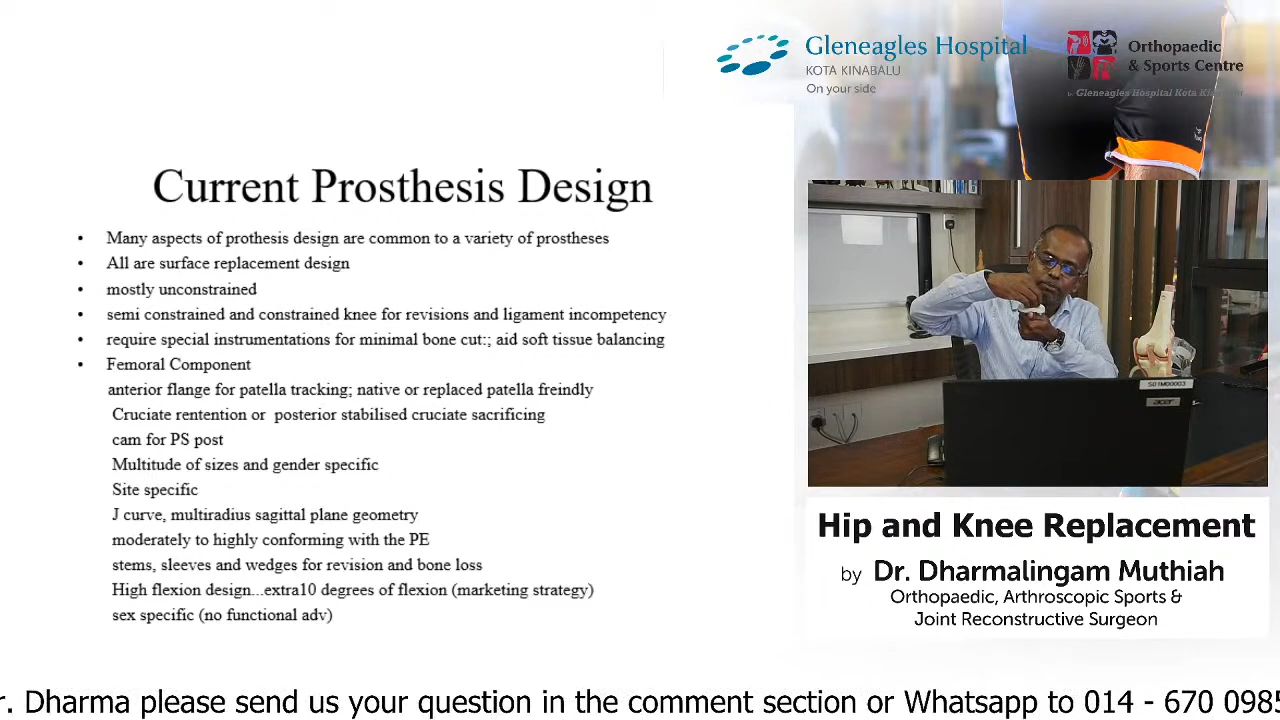 Gleneagles Hospital
KOTA KINABALU
On your side
Orthopaedic
& Sports Centre
Gleneagles Hospital Kota
Current Prosthesis Design
• Many aspects of prothesis design are common to a variety of prostheses
• All are surface replacement design
• mostly unconstrained
• semi constrained and constrained knee for revisions and ligament incompetency
• require special instrumentations for minimal bone cut:; aid soft tissue balancing
• Femoral Component
anterior flange for patella tracking; native or replaced patella freindly
Cruciate retention or posterior stabilised cruciate sacrificing
cam for PS post
Multitude of sizes and gender specific
Site specific
J curve, multiradius sagittal plane geometry
moderately to highly conforming with the PE
stems, sleeves and wedges for revision and bone loss
High flexion design...extra10 degrees of flexion (marketing strategy)
sex specific (no functional adv)
S01MD0003
acer
Hip and Knee Replacement
by Dr. Dharmalingam Muthiah
Orthopaedic, Arthroscopic Sports &
Joint Reconstructive Surgeon
r. Dharma please send us your question in the comment section or Whatsapp to 014 - 670 0985